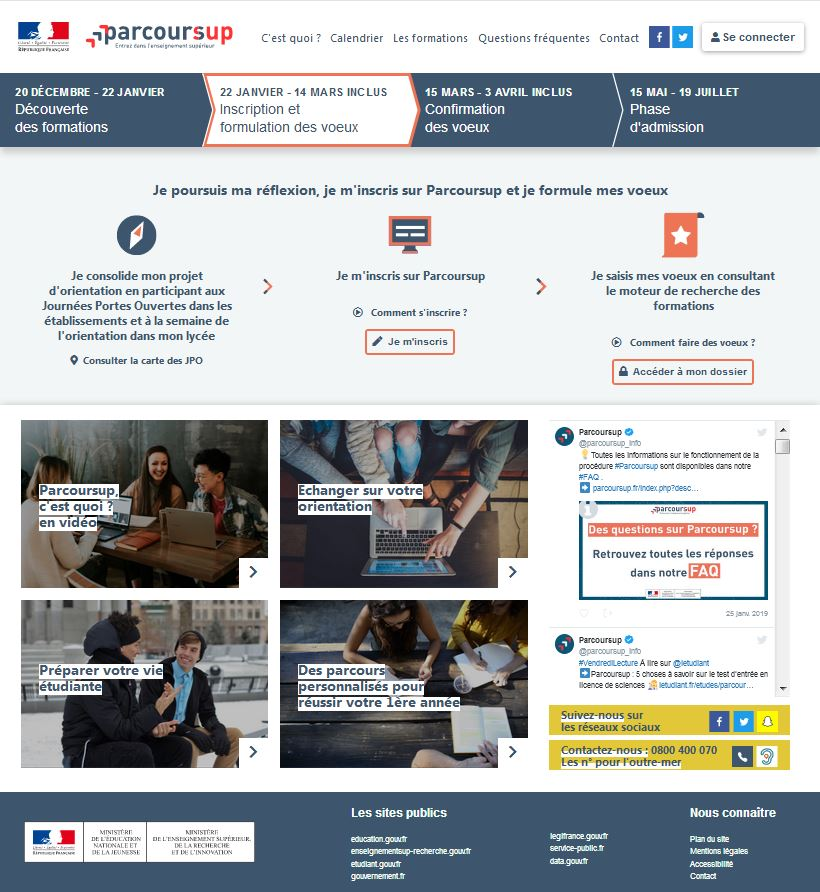 Liberté • Égalité • Fraternité
RÉPUBLIQUE FRANÇAISE
parcoursup
Entrez dans l'enseignement supérieur
C'est quoi ? Calendrier Les formations Questions fréquentes Contact
Se connecter
20 DÉCEMBRE - 22 JANVIER
Découverte
des formations
22 JANVIER - 14 MARS INCLUS
Inscription et
formulation des voeux
15 MARS - 3 AVRIL INCLUS
Confirmation
des voeux
15 MAI - 19 JUILLET
Phase
d'admission
Je poursuis ma réflexion, je m'inscris sur Parcoursup et je formule mes voeux
Je consolide mon projet
d'orientation en participant aux
Journées Portes Ouvertes dans les
établissements et à la semaine de
l'orientation dans mon lycée
Consulter la carte des JPO
Je m'inscris sur Parcoursup
Comment s'inscrire ?
Je m'inscris
Je saisis mes voeux en consultant
le moteur de recherche des
formations
Comment faire des voeux ?
Accéder à mon dossier
Parcoursup,
c'est quoi ?
en vidéo
Echanger sur votre
orientation
Préparer votre vie
étudiante
Des parcours
personnalisés pour
réussir votre 1ère année
Parcoursup
@parcoursup_info
Toutes les informations sur le fonctionnement de la
procédure #Parcoursup sont disponibles dans notre
#FAQ .
parcoursup.fr/index.php?desc…
parcoursup
Des questions sur Parcoursup ?
Retrouvez toutes les réponses
dans notre FAQ
25 janv. 2019
Parcoursup
@parcoursup_info
#VendrediLecture A lire sur @letudiant
Parcoursup : 5 choses à savoir sur le test d'entrée en
licence de sciences letudiant.fr/etudes/parcour…
Suivez-nous sur
les réseaux sociaux
Contactez-nous : 0800 400 070
Les n° pour l'outre-mer
Liberté • Égalité • Fraternité
RÉPUBLIQUE FRANÇAISE
MINISTÈRE
DE L'ÉDUCATION
NATIONALE ET
DE LA JEUNESSE
MINISTÈRE
DE L'ENSEIGNEMENT SUPÉRIEUR,
DE LA RECHERCHE
ET DE L'INNOVATION
Les sites publics
education.gouv.fr
enseignementsup-recherche.gouv.fr
etudiant.gouv.fr
gouvernement.fr
legifrance.gouv.fr
service-public.fr
data.gouv.fr
Nous connaître
Plan du site
Mentions légales
Accessibilité
Contact